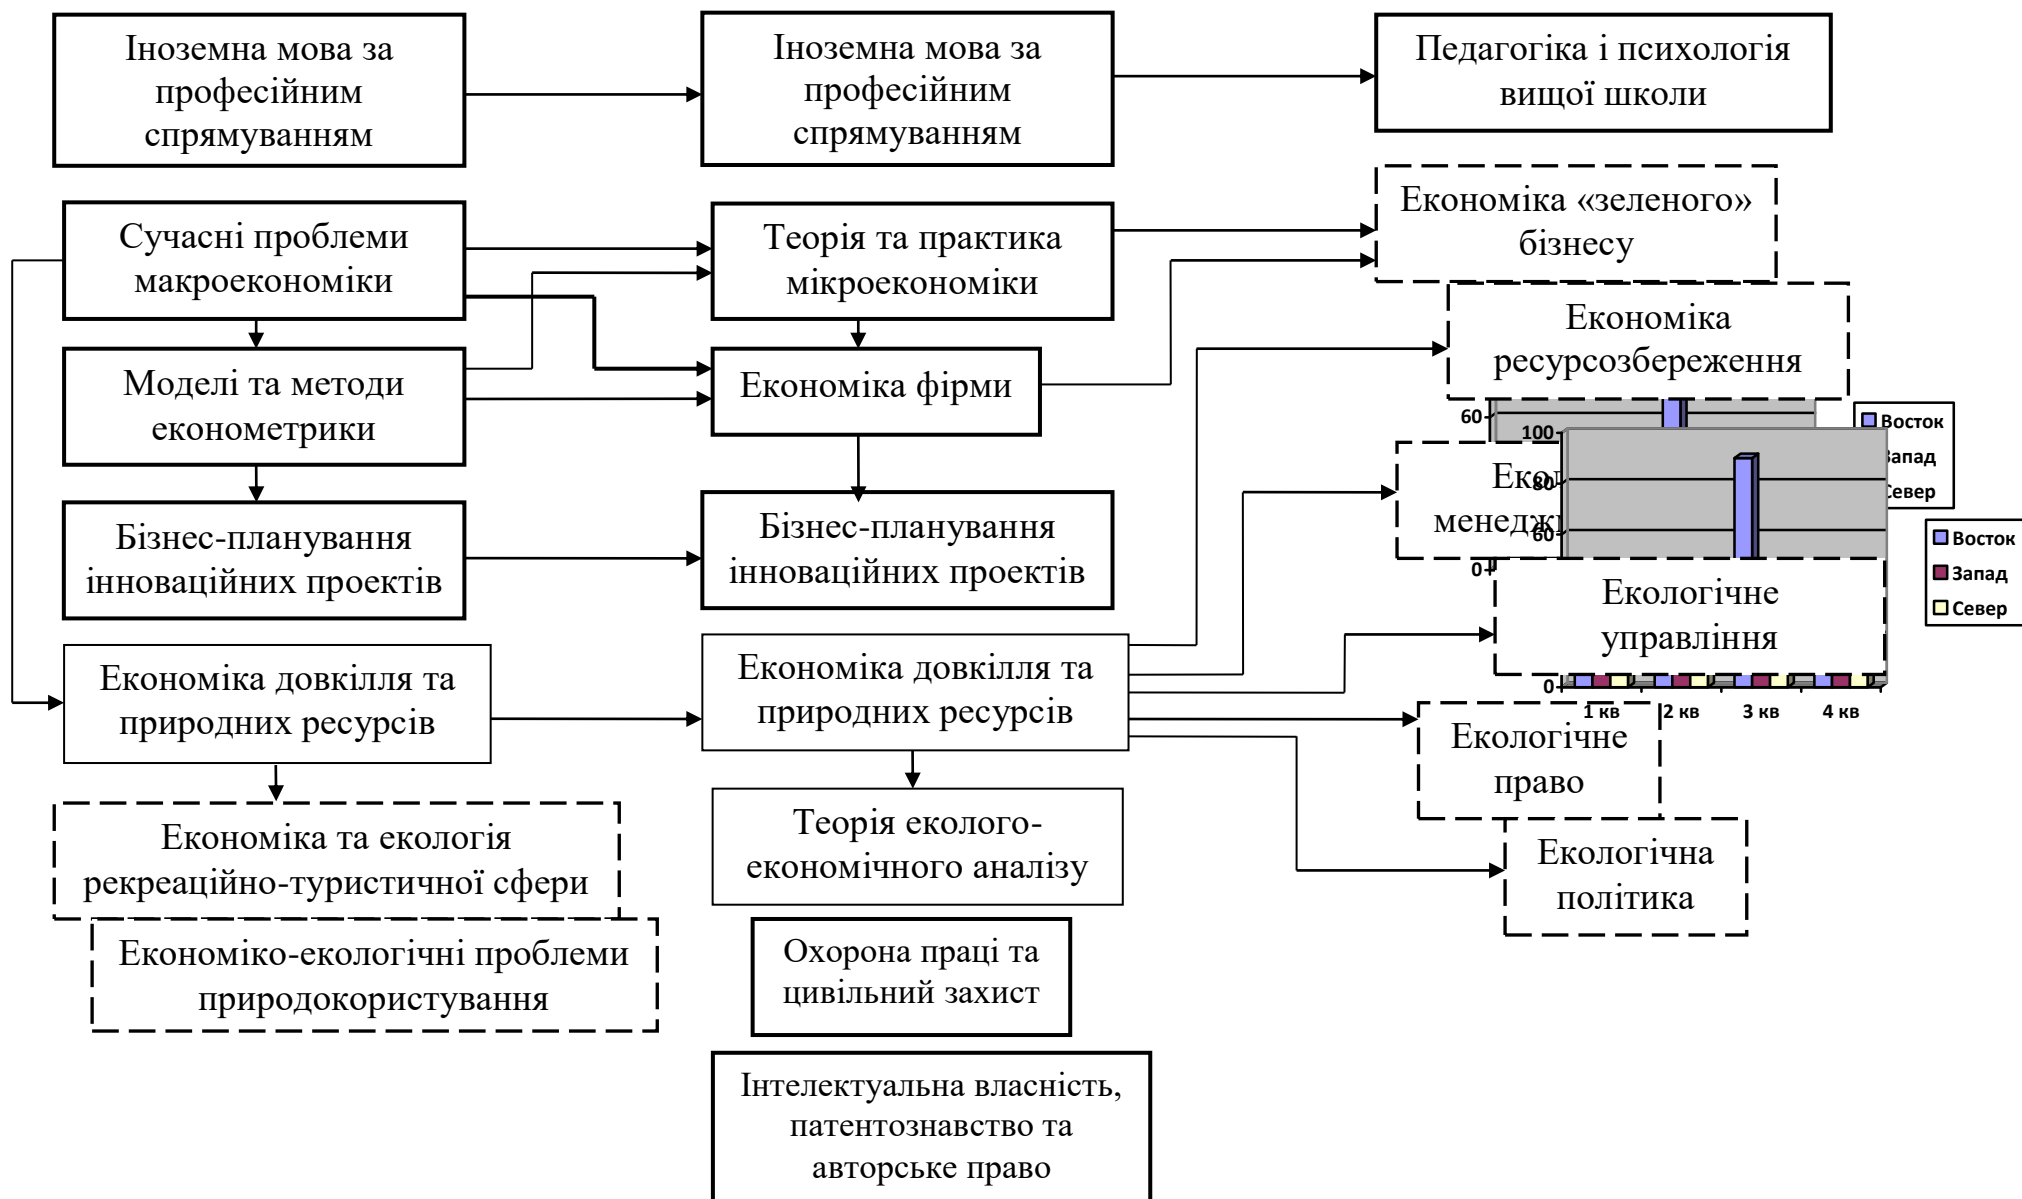 Іноземна мова за
професійним
спрямуванням
Іноземна мова за
професійним
спрямуванням
Педагогіка і психологія
вищої школи
Сучасні проблеми
макроекономіки
Теорія та практика
мікроекономіки
Економіка «зеленого»
бізнесу
Економіка
ресурсозбереження
Моделі та методи
економетрики
Економіка фірми
60
Восток
Запад
Север
100
80
60
0
Восток
Запад
Север
Бізнес-планування
інноваційних проектів
Бізнес-планування
інноваційних проектів
Екологічне
управління
0
1 кв 2 кв 3 кв 4 кв
Економіка довкілля та
природних ресурсів
Економіка довкілля та
природних ресурсів
Екологічне
право
Економіка та екологія
рекреаційно-туристичної сфери
Теорія еколого-
економічного аналізу
Екологічна
політика
Економіко-екологічні проблеми
природокористування
Охорона праці та
цивільний захист
Інтелектуальна власність,
патентознавство та
авторське право